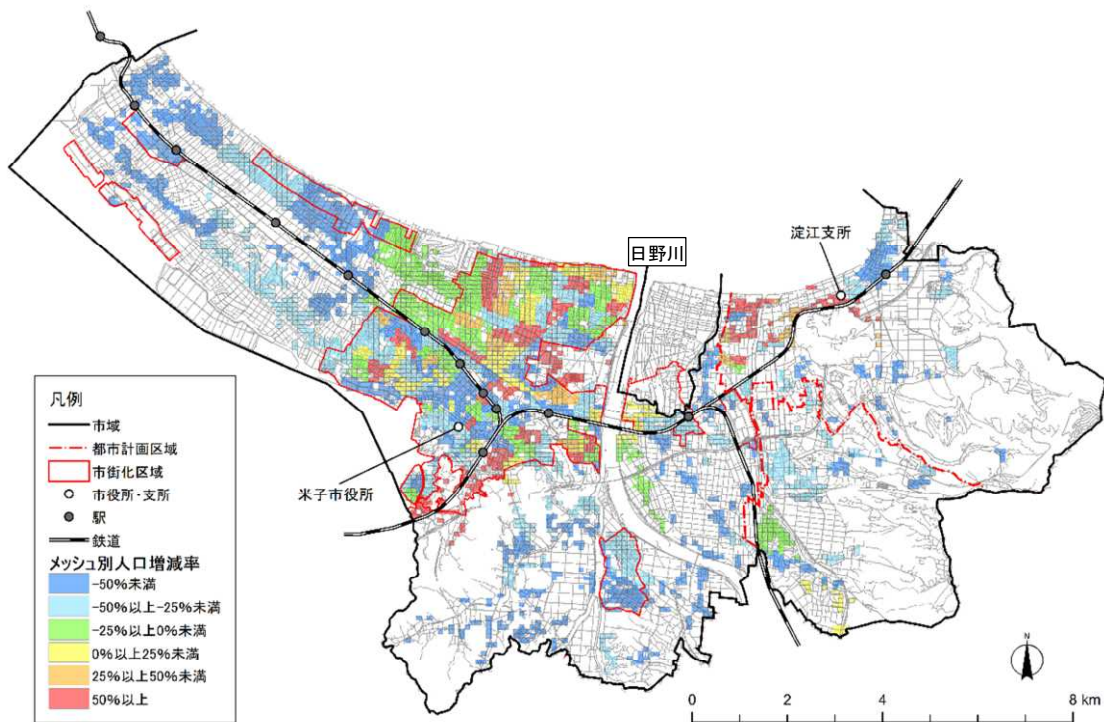 日野川
淀江支所
米子市役所
凡例
市域
都市計画区域
市街化区域
市役所・支所
駅
鉄道
メッシュ別人口増減率
-50%未満
-50%以上-25%未満
-25%以上0%未満
0%以上25%未満
25%以上50%未満
50%以上
N
0 2 4 8 km